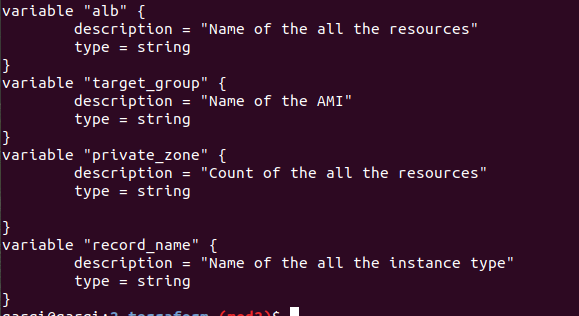 variable "alb" {
description = "Name of the all the resources"
type = string
}
variable "target_group" {
description = "Name of the AMI"
type = string
}
variable "private_zone" {
description = "Count of the all the resources"
type = string
}
variable "record_name" {
description = "Named of the all the instance type"
type = string
}